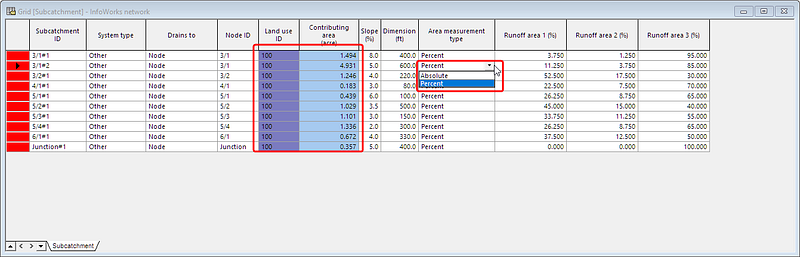 Grid [Subcatchment] - InfoWorks network
Subcatchment ID System type Drains to Node ID Land use ID Contributing area (acre) Slope (%) Dimension (ft) Area measurement type Runoff area 1 (%) Runoff area 2 (%) Runoff area 3 (%)
3/1#1 Other Node 3/1 100 1.494 8.0 400.0 Percent 3.750 1.250 95.000
3/1#2 Other Node 3/1 100 4.931 5.0 600.0 Percent 11.250 3.750 85.000
3/2#1 Other Node 3/2 100 1.246 4.0 220.0 Absolute 52.500 17.500 30.000
4/1#1 Other Node 4/1 100 0.183 3.0 80.0 Percent 22.500 7.500 70.000
5/1#1 Other Node 5/1 100 0.439 6.0 100.0 Percent 26.250 8.750 65.000
5/2#1 Other Node 5/2 100 1.029 3.5 500.0 Percent 45.000 15.000 40.000
5/3#1 Other Node 5/3 100 1.101 3.0 150.0 Percent 33.750 11.250 55.000
5/4#1 Other Node 5/4 100 1.336 2.0 300.0 Percent 26.250 8.750 65.000
6/1#1 Other Node 6/1 100 0.672 4.0 330.0 Percent 37.500 12.500 50.000
Junction#1 Other Node Junction 100 0.357 5.0 400.0 Percent 0.000 0.000 100.000
Subcatchment